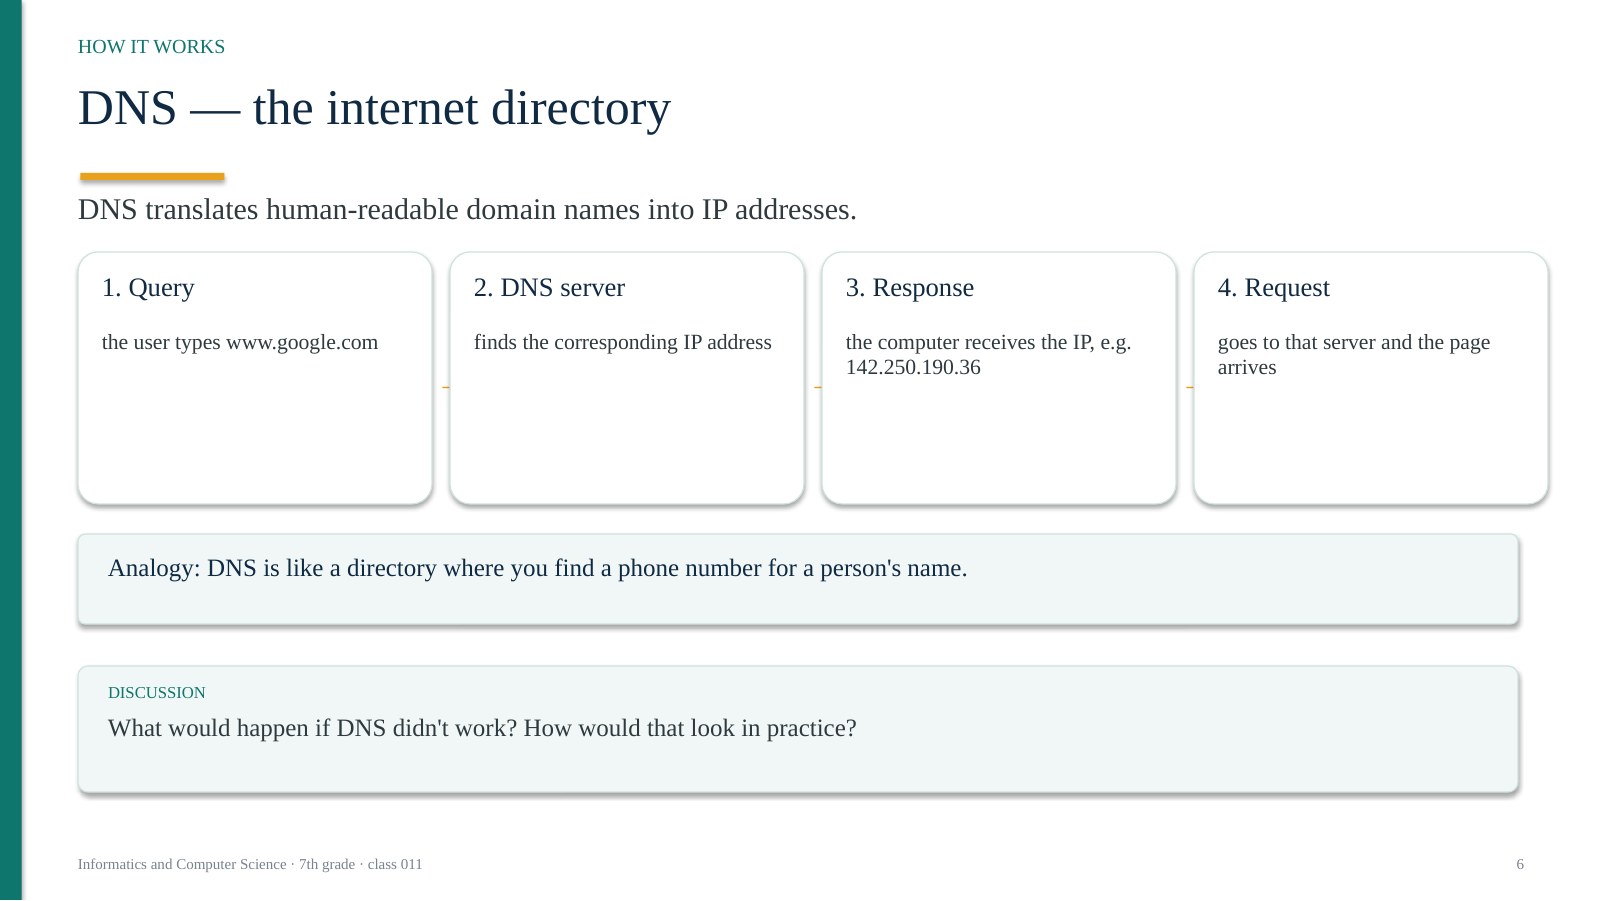 HOW IT WORKS
DNS — the internet directory
DNS translates human-readable domain names into IP addresses.
1. Query
the user types www.google.com
2. DNS server
finds the corresponding IP address
3. Response
the computer receives the IP, e.g.
142.250.190.36
4. Request
goes to that server and the page
arrives
Analogy: DNS is like a directory where you find a phone number for a person's name.
DISCUSSION
What would happen if DNS didn't work? How would that look in practice?
Informatics and Computer Science · 7th grade · class 011
6